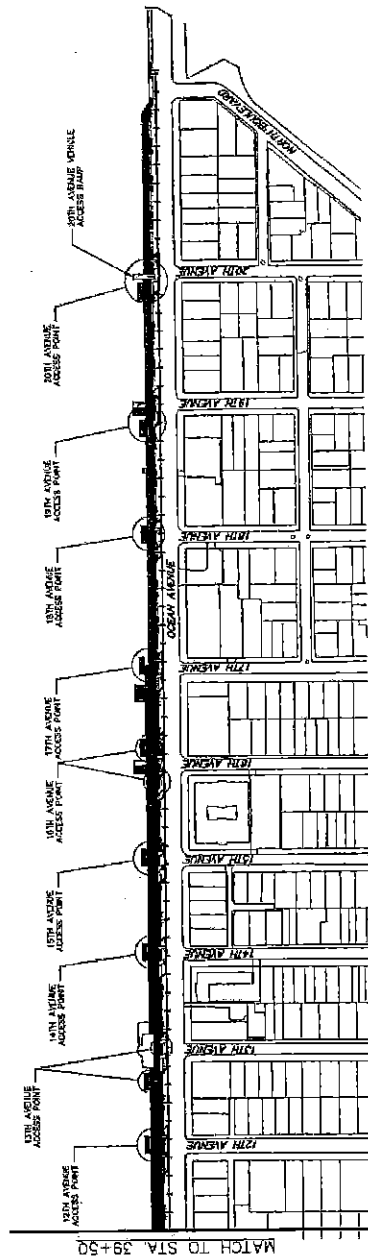 20TH AVENUE VEHICLE
ACCESS RAMP
20TH AVENUE
ACCESS POINT
19TH AVENUE
ACCESS POINT
18TH AVENUE
ACCESS POINT
17TH AVENUE
ACCESS POINT
16TH AVENUE
ACCESS POINT
15TH AVENUE
ACCESS POINT
14TH AVENUE
ACCESS POINT
13TH AVENUE
ACCESS POINT
12TH AVENUE
ACCESS POINT
NORTH BOULEVARD
20TH AVENUE
19TH AVENUE
18TH AVENUE
OCEAN AVENUE
17TH AVENUE
16TH AVENUE
15TH AVENUE
14TH AVENUE
13TH AVENUE
12TH AVENUE
MATCH TO STA. 39+50